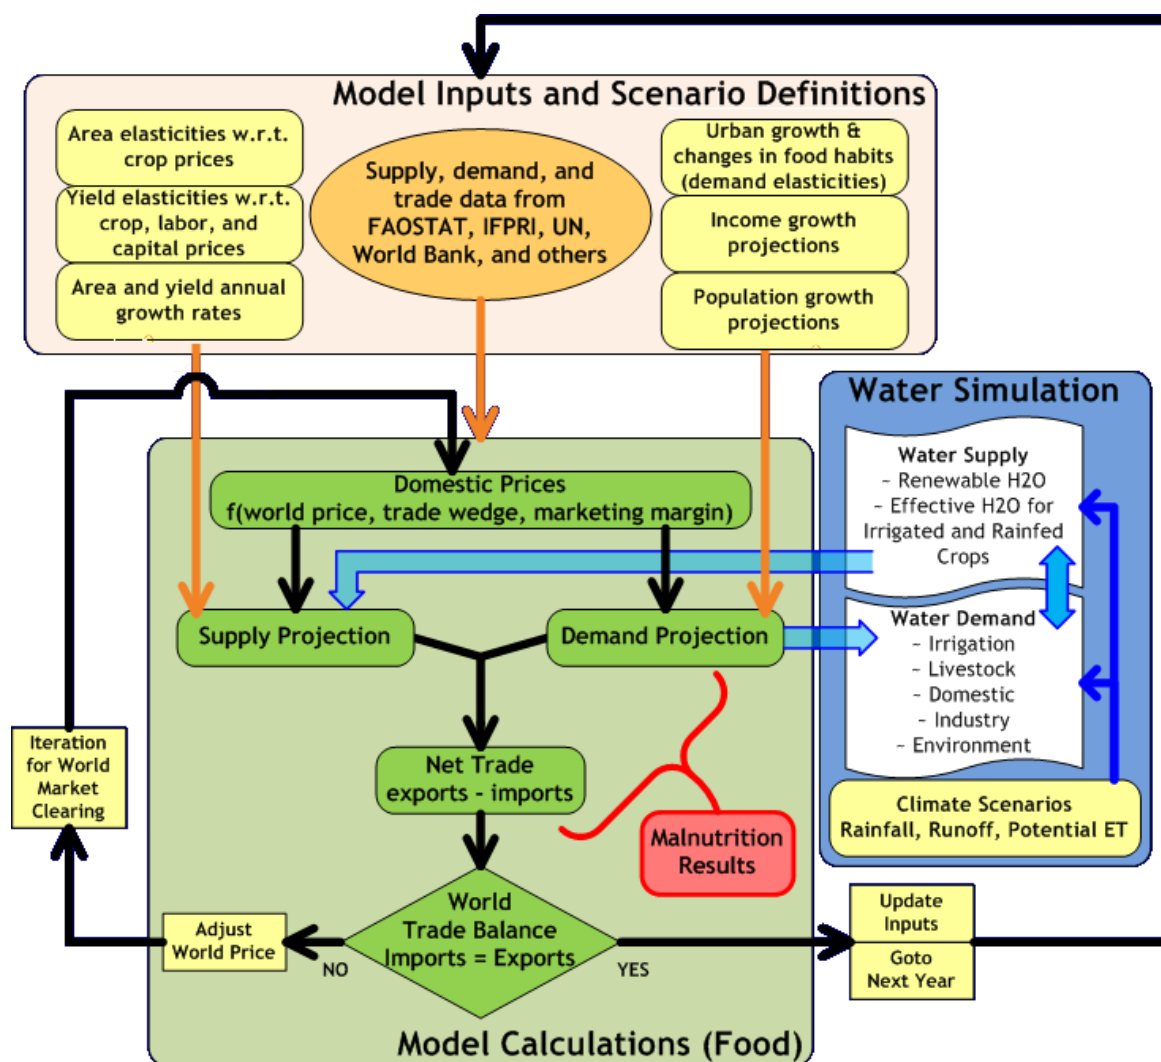 Model Inputs and Scenario Definitions
Area elasticities w.r.t.
crop prices
Yield elasticities w.r.t.
crop, labor, and
capital prices
Area and yield annual
growth rates
Supply, demand, and
trade data from
FAOSTAT, IFPRI, UN,
World Bank, and others
Urban growth &
changes in food habits
(demand elasticities)
Income growth
projections
Population growth
projections
Water Simulation
Water Supply
~ Renewable H2O
~ Effective H2O for
Irrigated and Rainfed
Crops
Water Demand
~ Irrigation
~ Livestock
~ Domestic
~ Industry
~ Environment
Climate Scenarios
Rainfall, Runoff, Potential ET
Domestic Prices
f(world price, trade wedge, marketing margin)
Supply Projection
Demand Projection
Net Trade
exports - imports
Malnutrition
Results
World
Trade Balance
Imports = Exports
NO
YES
Adjust
World Price
Iteration
for World
Market
Clearing
Update
Inputs
Goto
Next Year
Model Calculations (Food)